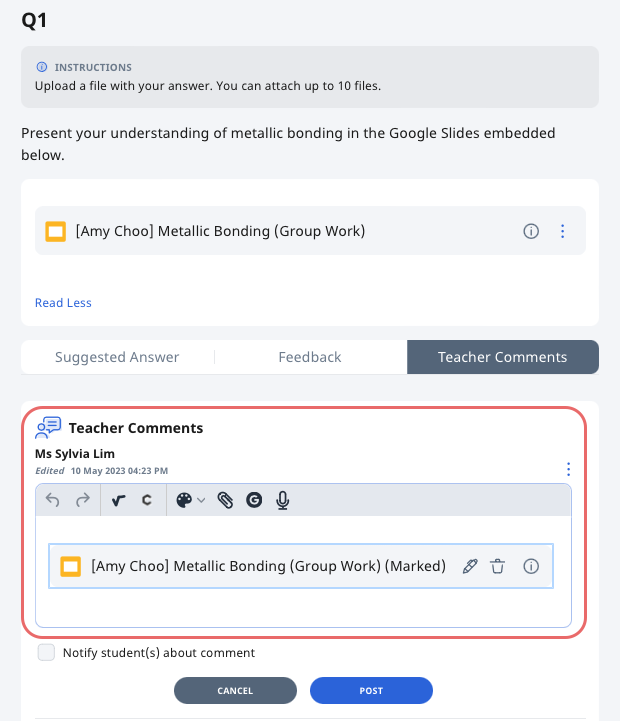 Q1
INSTRUCTIONS
Upload a file with your answer. You can attach up to 10 files.
Present your understanding of metallic bonding in the Google Slides embedded
below.
[Amy Choo] Metallic Bonding (Group Work)
Read Less
Suggested Answer
Feedback
Teacher Comments
Teacher Comments
Ms Sylvia Lim
Edited 10 May 2023 04:23 PM
[Amy Choo] Metallic Bonding (Group Work) (Marked)
Notify student(s) about comment
CANCEL
POST